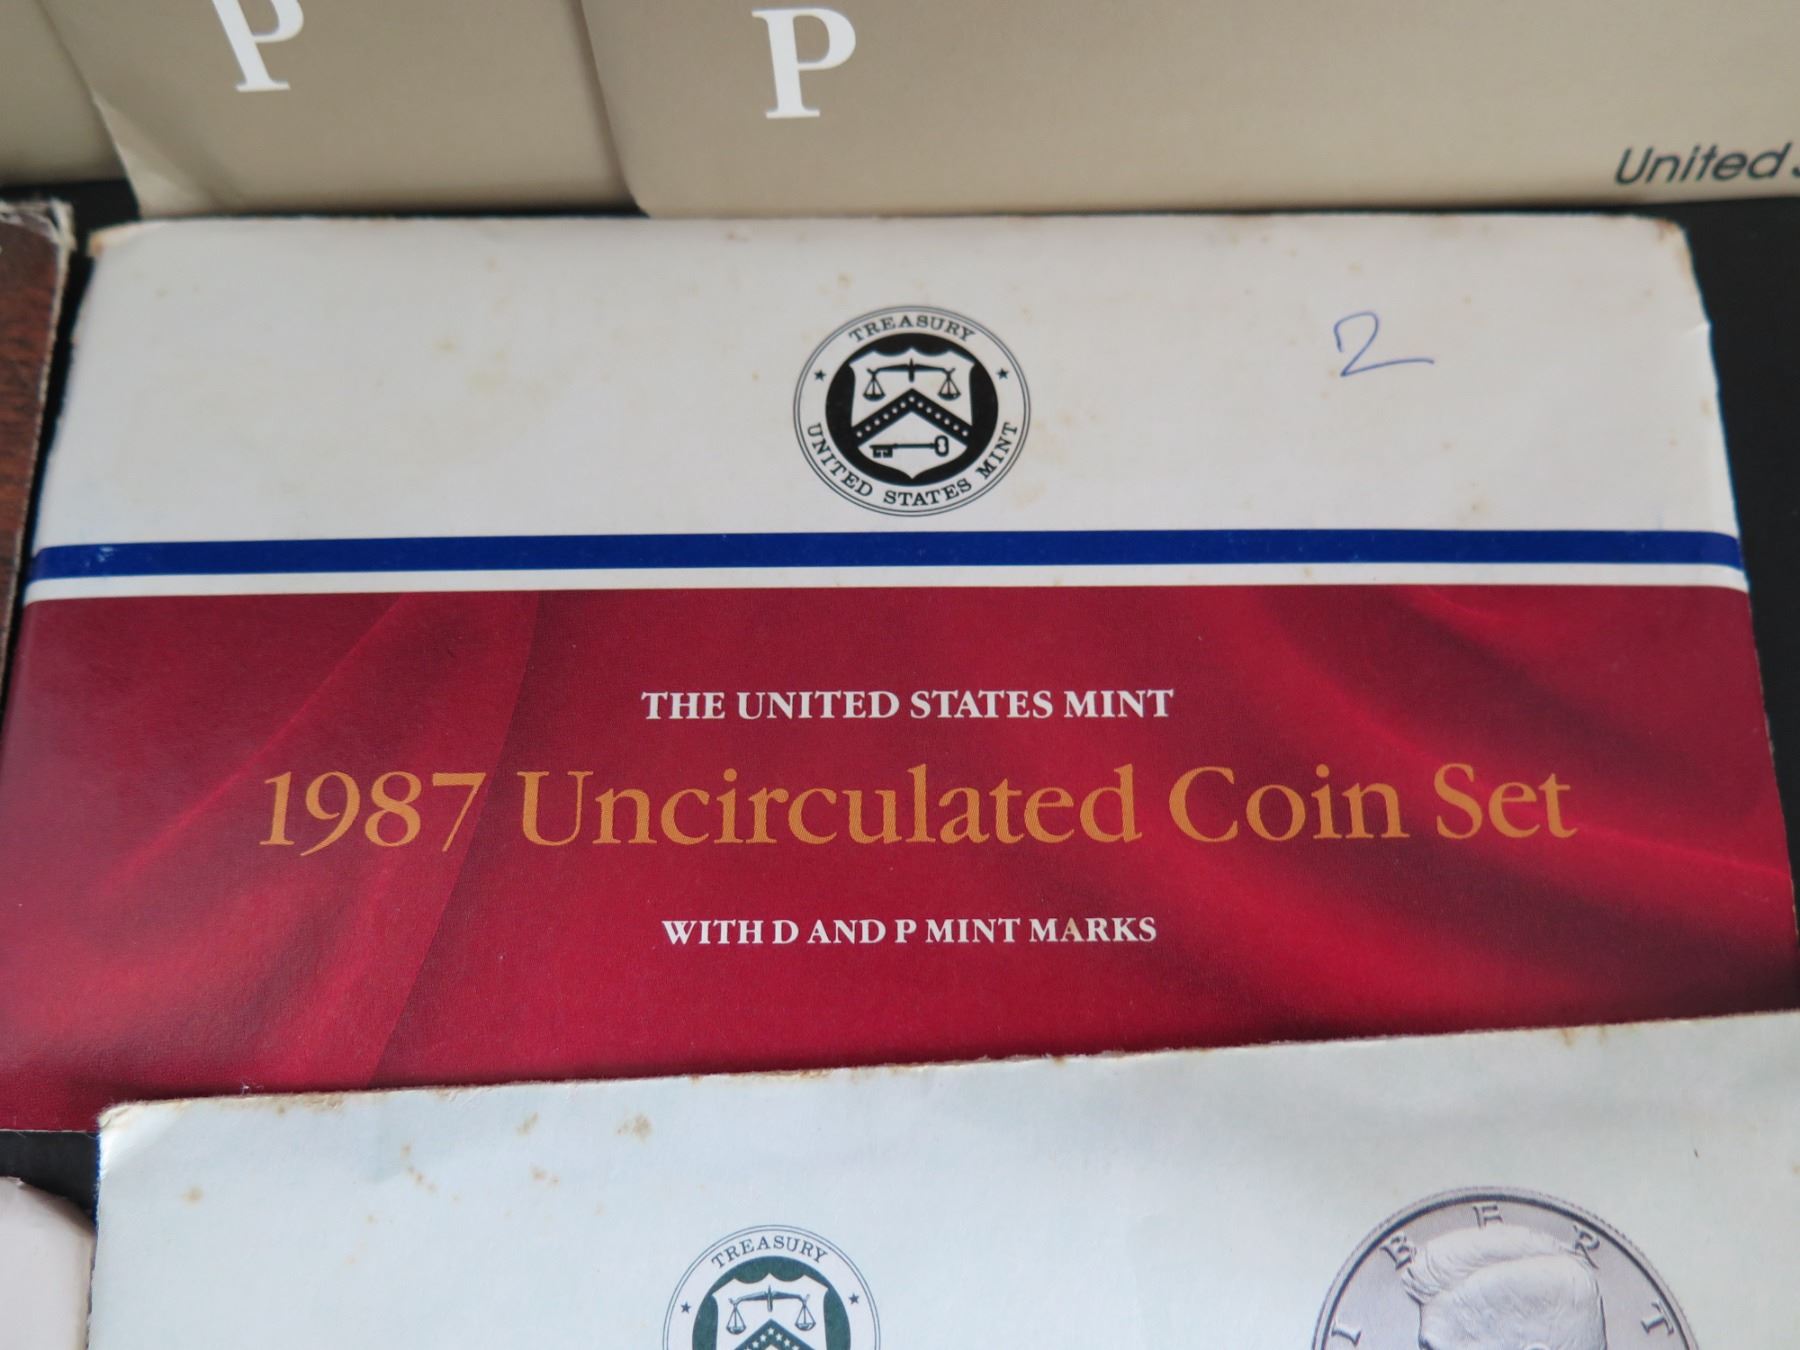 P
P
United
TREASURY
UNITED STATES MINT
2
THE UNITED STATES MINT
1987 Uncirculated Coin Set
WITH D AND P MINT MARKS
TREASURY
I B E R T